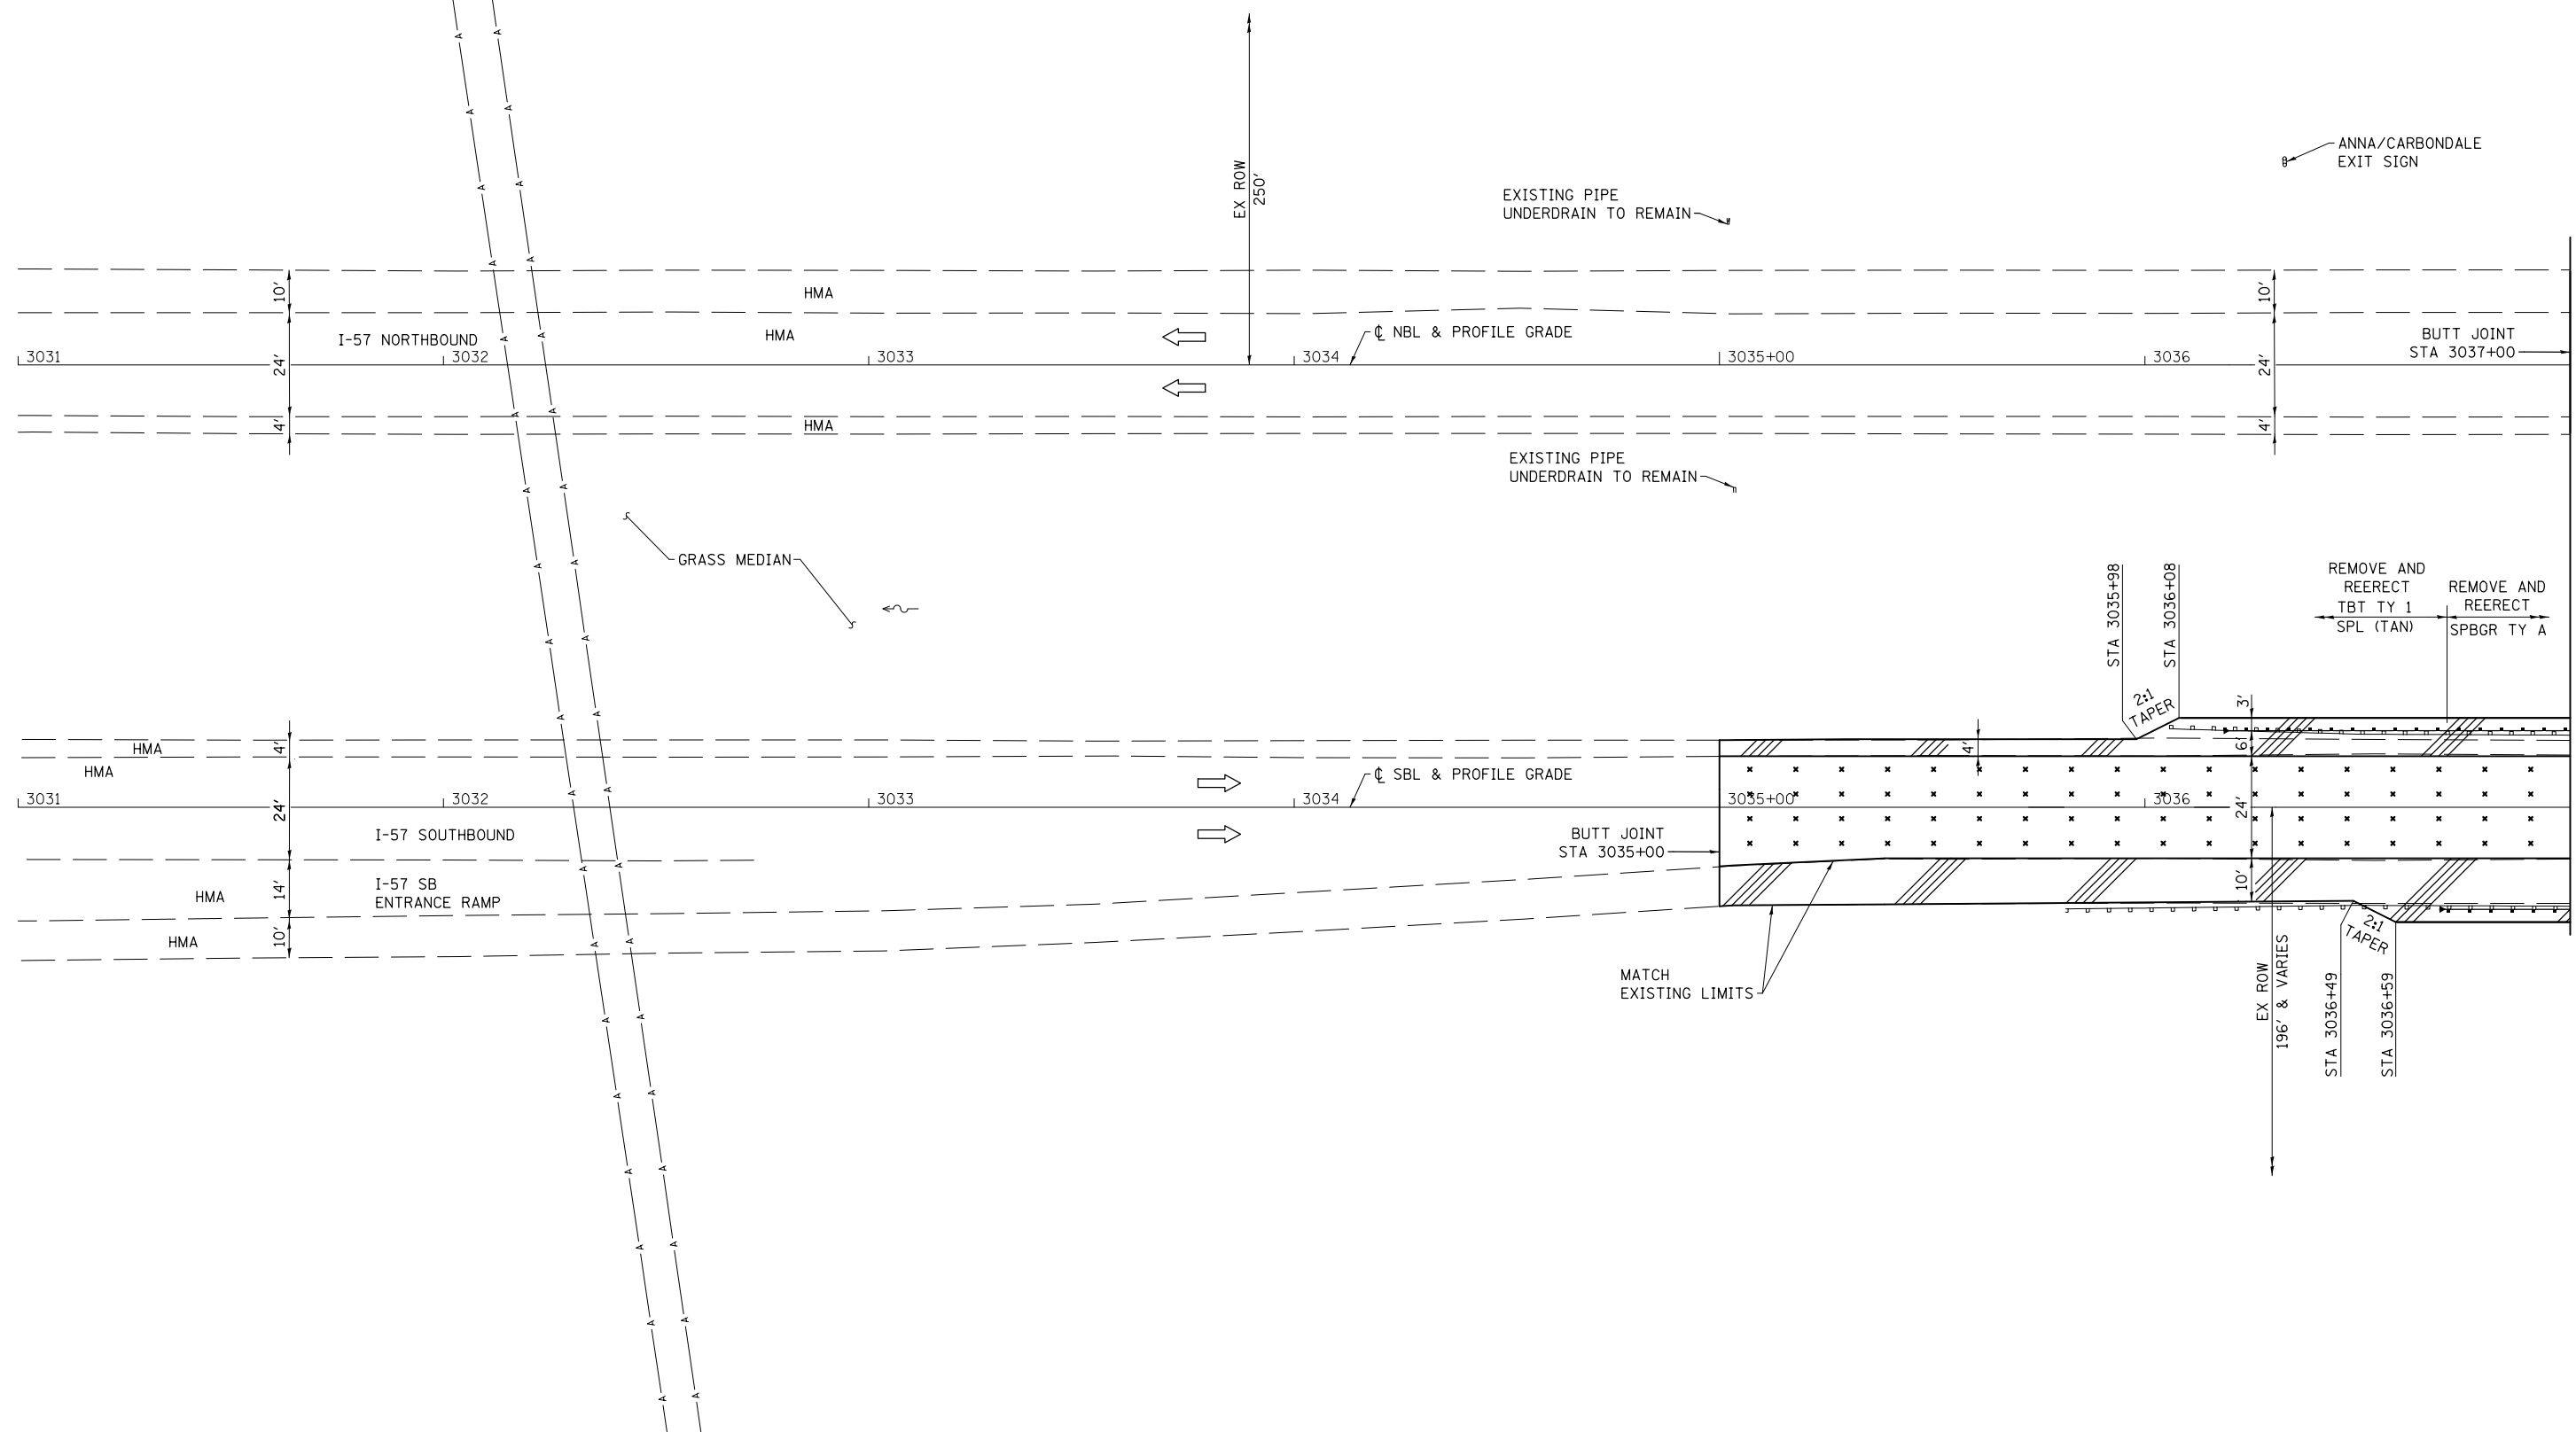 ANNA/CARBONDALE
EXIT SIGN
EX ROW
250'
EXISTING PIPE
UNDERDRAIN TO REMAIN
10'
HMA
10'
I-57 NORTHBOUND
HMA
℄ NBL & PROFILE GRADE
BUTT JOINT
STA 3037+00
3031
3032
3033
3034
3035+00
3036
24'
24'
4'
HMA
4'
EXISTING PIPE
UNDERDRAIN TO REMAIN
GRASS MEDIAN
STA 3035+98
STA 3036+08
REMOVE AND
REERECT
TBT TY 1
SPL (TAN)
REMOVE AND
REERECT
SPBGR TY A
2:1
TAPER
3'
HMA
4'
4'
6'
HMA
℄ SBL & PROFILE GRADE
3031
3032
3033
3034
3035+00
3036
24'
24'
I-57 SOUTHBOUND
BUTT JOINT
STA 3035+00
I-57 SB
ENTRANCE RAMP
HMA
14'
10'
HMA
10'
2:1
TAPER
MATCH
EXISTING LIMITS
EX ROW
196' & VARIES
STA 3036+49
STA 3036+59
A A A A A A A A A A A A A A A A A A A
A A A A A A A A A A A A A A A A A A A